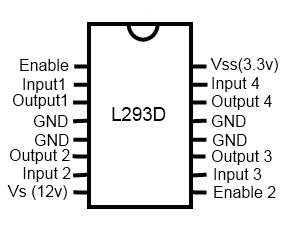 Enable
Input1
Output1
GND
GND
Output 2
Input 2
Vs (12v)
L293D
Vss(3.3v)
Input 4
Output 4
GND
GND
Output 3
Input 3
Enable 2